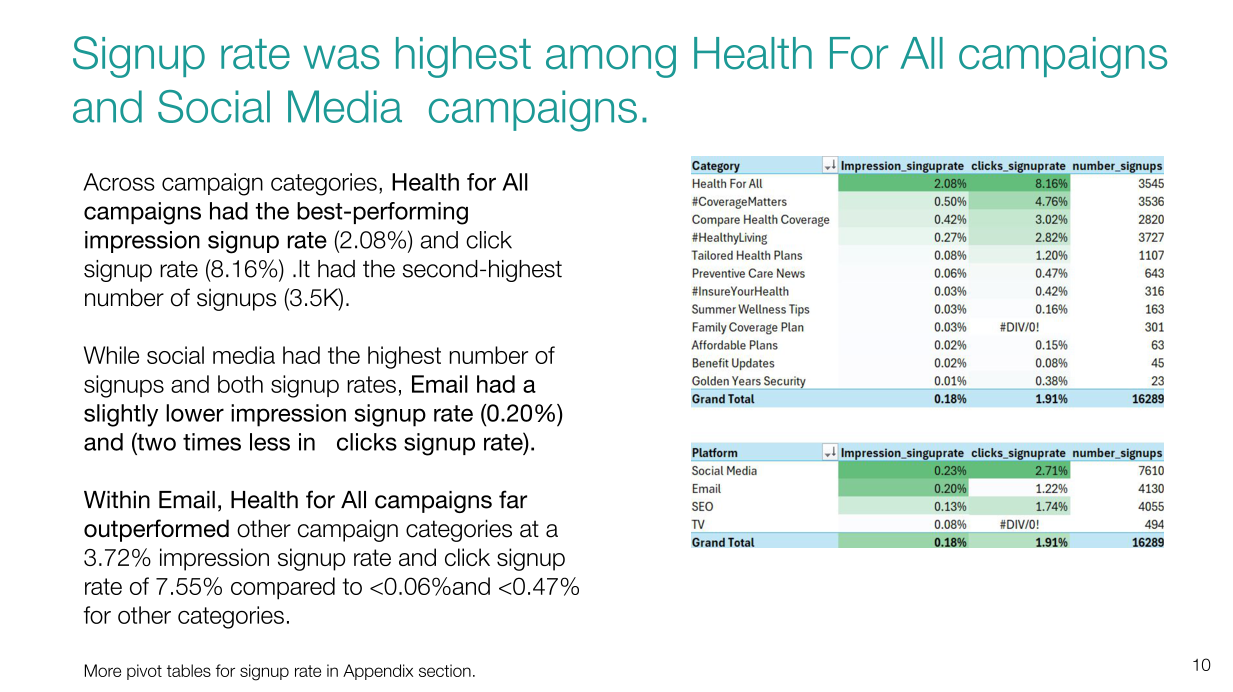 Signup rate was highest among Health For All campaigns
and Social Media  campaigns.
Across campaign categories, Health for All
campaigns had the best-performing
impression signup rate (2.08%) and click
signup rate (8.16%) .It had the second-highest
number of signups (3.5K).
While social media had the highest number of
signups and both signup rates, Email had a
slightly lower impression signup rate (0.20%)
and (two times less in   clicks signup rate).
Within Email, Health for All campaigns far
outperformed other campaign categories at a
3.72% impression signup rate and click signup
rate of 7.55% compared to <0.06%and <0.47%
for other categories.
More pivot tables for signup rate in Appendix section.
Category Impression_singuprate clicks_signuprate number_signups
Health For All 2.08% 8.16% 3545
#CoverageMatters 0.50% 4.76% 3536
Compare Health Coverage 0.42% 3.02% 2820
#HealthyLiving 0.27% 2.82% 3727
Tailored Health Plans 0.08% 1.20% 1107
Preventive Care News 0.06% 0.47% 643
#InsureYourHealth 0.03% 0.42% 316
Summer Wellness Tips 0.03% 0.16% 163
Family Coverage Plan 0.03% #DIV/0! 301
Affordable Plans 0.02% 0.15% 63
Benefit Updates 0.02% 0.08% 45
Golden Years Security 0.01% 0.38% 23
Grand Total 0.18% 1.91% 16289
Platform Impression_singuprate clicks_signuprate number_signups
Social Media 0.23% 2.71% 7610
Email 0.20% 1.22% 4130
SEO 0.13% 1.74% 4055
TV 0.08% #DIV/0! 494
Grand Total 0.18% 1.91% 16289
10